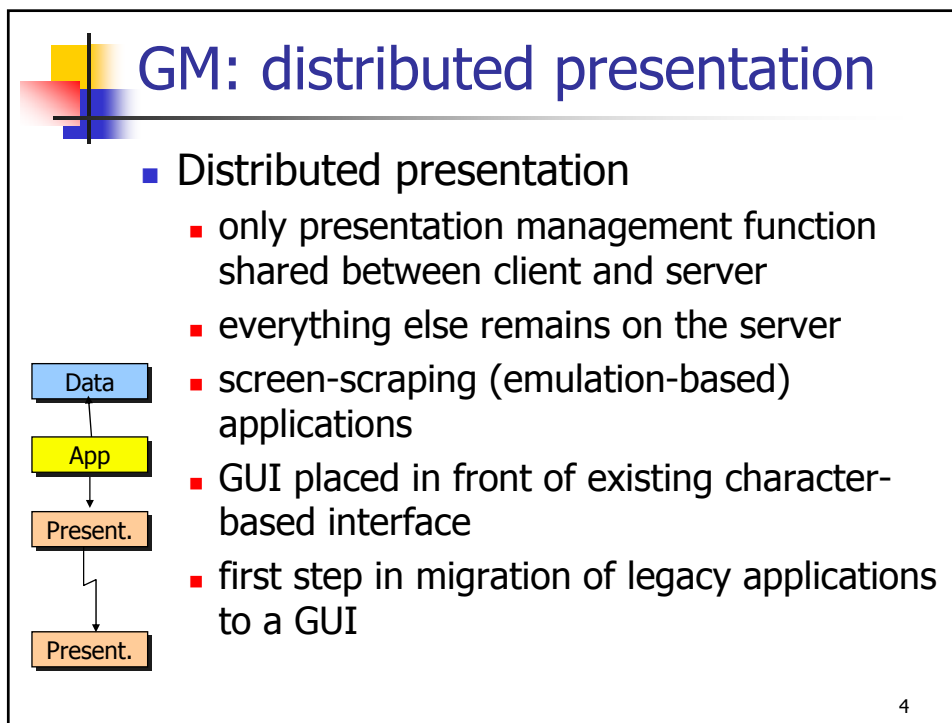 GM: distributed presentation
Distributed presentation
only presentation management function
shared between client and server
everything else remains on the server
screen-scraping (emulation-based)
applications
GUI placed in front of existing character-
based interface
first step in migration of legacy applications
to a GUI
Data
App
Present.
Present.
4